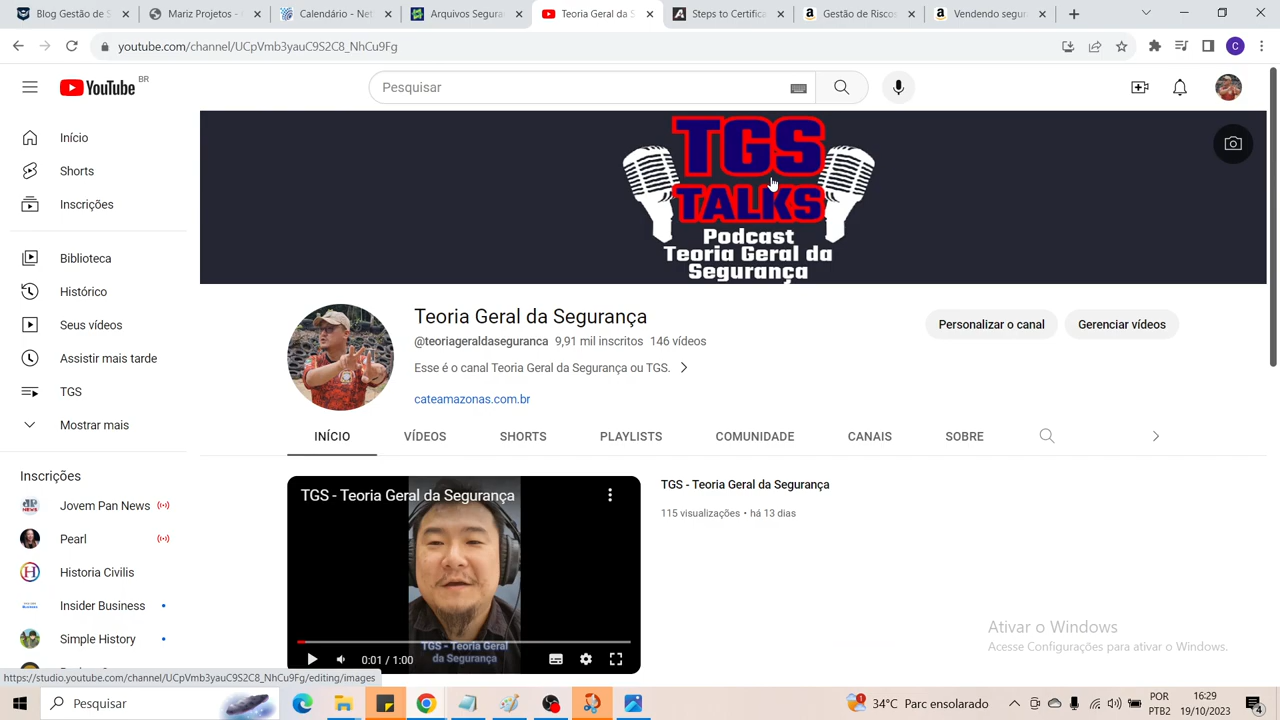 Blog - Ca
Marin Projetos -
Calendário - Net
Arquivos Segura
Teoria Geral da S
Steps to Certifica
Gestão de Riscos
Vendendo segur
youtube.com/channel/UCpVmb3yauC9S2C8_NhCu9Fg
C
YouTube BR
Pesquisar
Início
Shorts
Inscrições
Biblioteca
Histórico
Seus vídeos
Assistir mais tarde
TGS
Mostrar mais
Inscrições
Jovem Pan News
Pearl
Historia Civilis
Insider Business
Simple History
TGS
TALKS
Podcast
Teoria Geral da
Segurança
Teoria Geral da Segurança
@teoriageraldaseguranca 9,91 mil inscritos 146 vídeos
Esse é o canal Teoria Geral da Segurança ou TGS.
cateamazonas.com.br
Personalizar o canal
Gerenciar vídeos
INÍCIO
VÍDEOS
SHORTS
PLAYLISTS
COMUNIDADE
CANAIS
SOBRE
TGS - Teoria Geral da Segurança
TGS - Teoria Geral
da Segurança
0:01 / 1:00
TGS - Teoria Geral da Segurança
115 visualizações • há 13 dias
Ativar o Windows
Acesse Configurações para ativar o Windows.
https://studio.youtube.com/channel/UCpVmb3yauC9S2C8_NhCu9Fg/editing/images
Pesquisar
34°C Parc ensolarado
POR
PTB2
16:29
19/10/2023
4